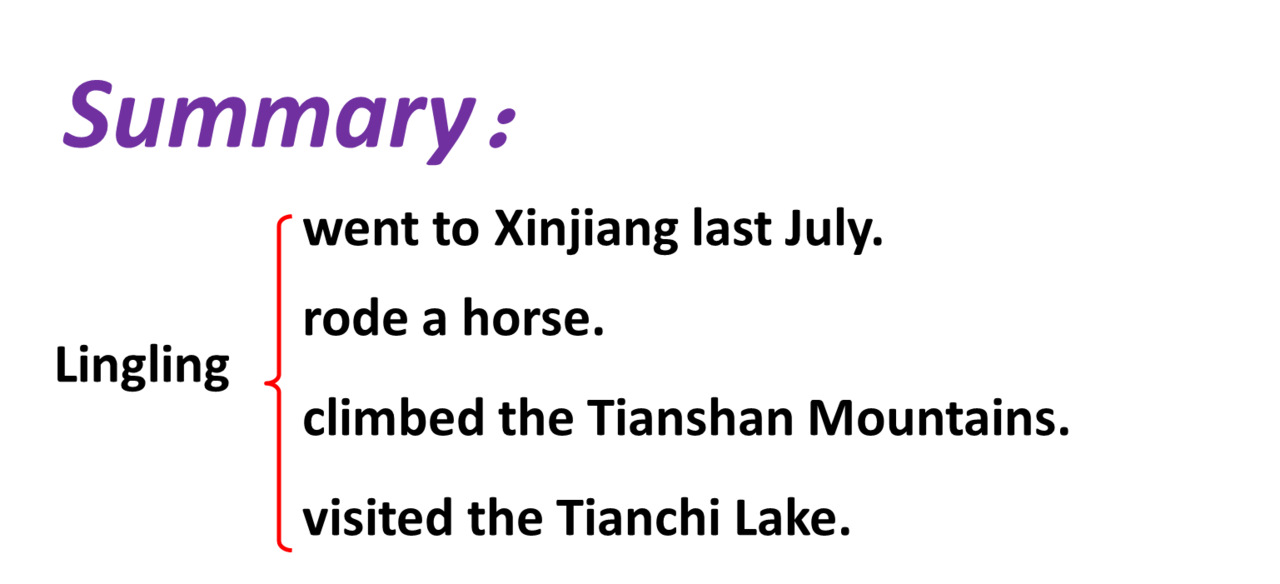 Summary：
went to Xinjiang last July.
rode a horse.
Lingling
climbed the Tianshan Mountains.
visited the Tianchi Lake.